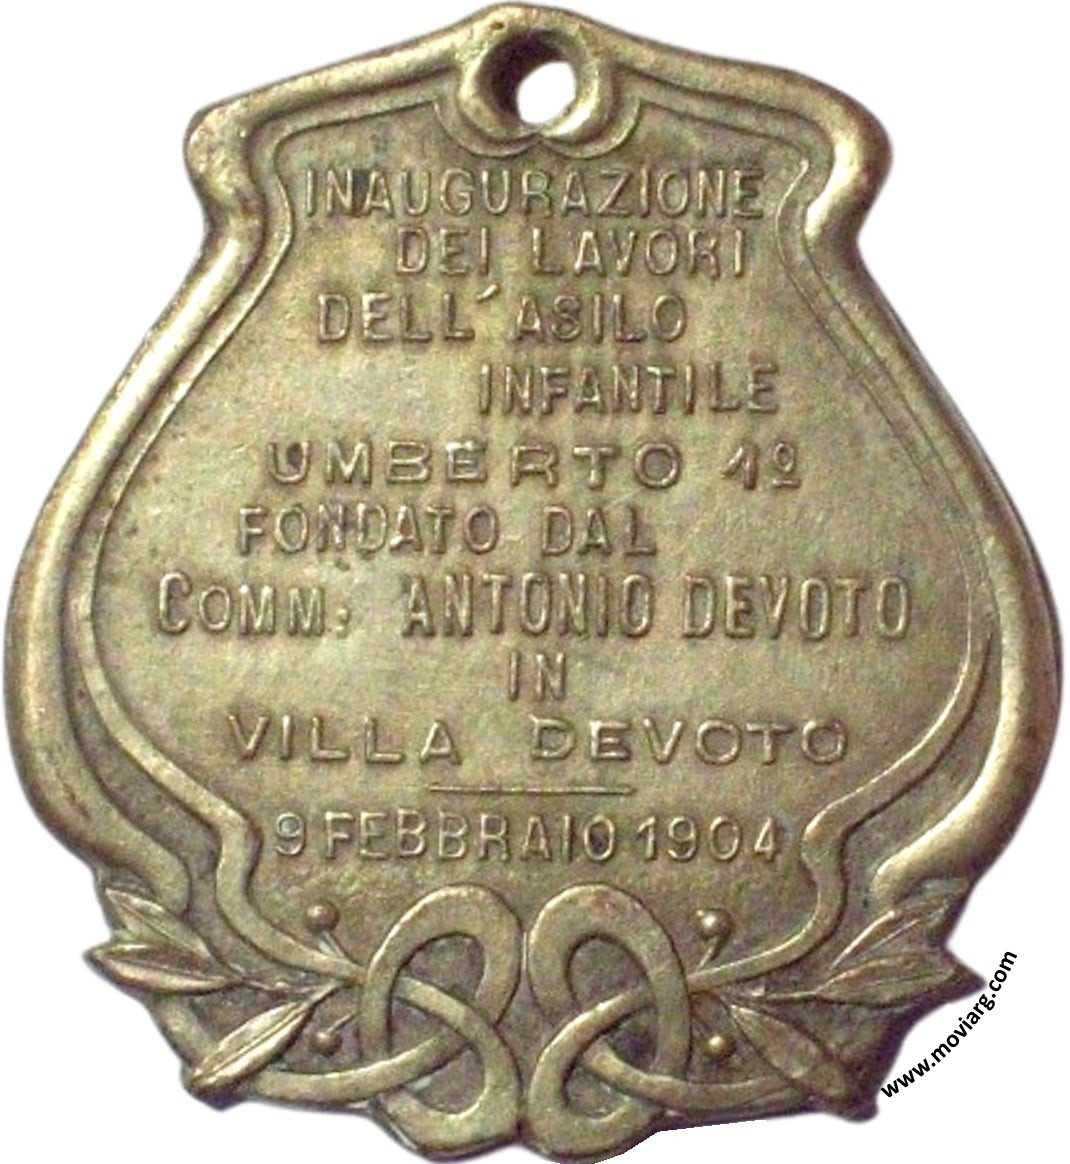 INAUGURAZIONE
DEI LAVORI
DELL'ASILO
INFANTILE
UMBERTO 1º
FONDATO DAL
COMM. ANTONIO DEVOTO
IN
VILLA DEVOTO
9 FEBBRAIO 1904
www.moviarg.com